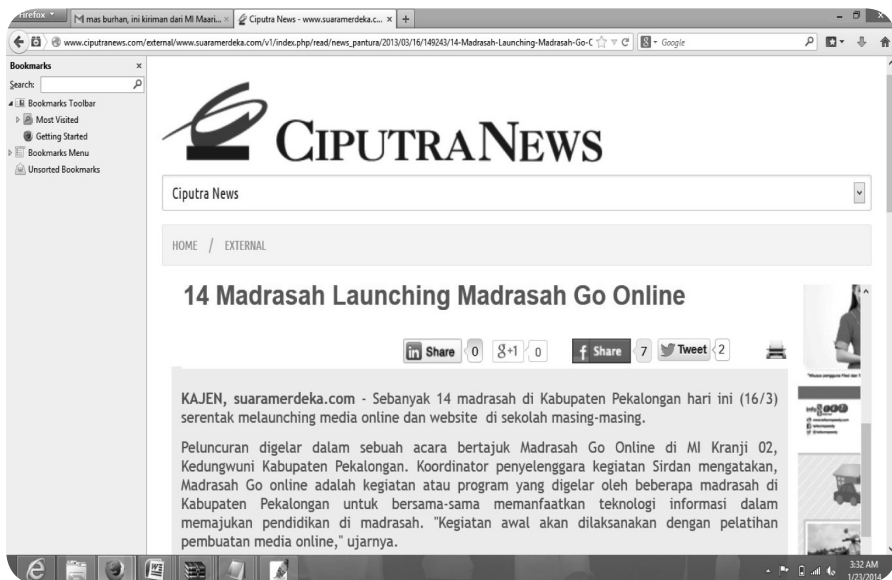 Firefox
mas burhan, ini kiriman dari MI Maari... ×
Ciputra News - www.suaramerdeka.c... × +
www.ciputranews.com/external/www.suaramerdeka.com/v1/index.php/read/news_pantura/2013/03/16/149243/14-Madrasah-Launching-Madrasah-Go-C
Google
Bookmarks ×
Search:
Bookmarks Toolbar
Most Visited
Getting Started
Bookmarks Menu
Unsorted Bookmarks
CIPUTRA NEWS
Ciputra News
HOME / EXTERNAL
14 Madrasah Launching Madrasah Go Online
in Share 0 g+1 0 f Share 7 Tweet 2
KAJEN, suaramerdeka.com - Sebanyak 14 madrasah di Kabupaten Pekalongan hari ini (16/3)
serentak melaunching media online dan website di sekolah masing-masing.
Peluncuran digelar dalam sebuah acara bertajuk Madrasah Go Online di MI Kranji 02,
Kedungwuni Kabupaten Pekalongan. Koordinator penyelenggara kegiatan Sirdan mengatakan,
Madrasah Go online adalah kegiatan atau program yang digelar oleh beberapa madrasah di
Kabupaten Pekalongan untuk bersama-sama memanfaatkan teknologi informasi dalam
memajukan pendidikan di madrasah. "Kegiatan awal akan dilaksanakan dengan pelatihan
pembuatan media online," ujarnya.
3:32 AM
1/23/2014